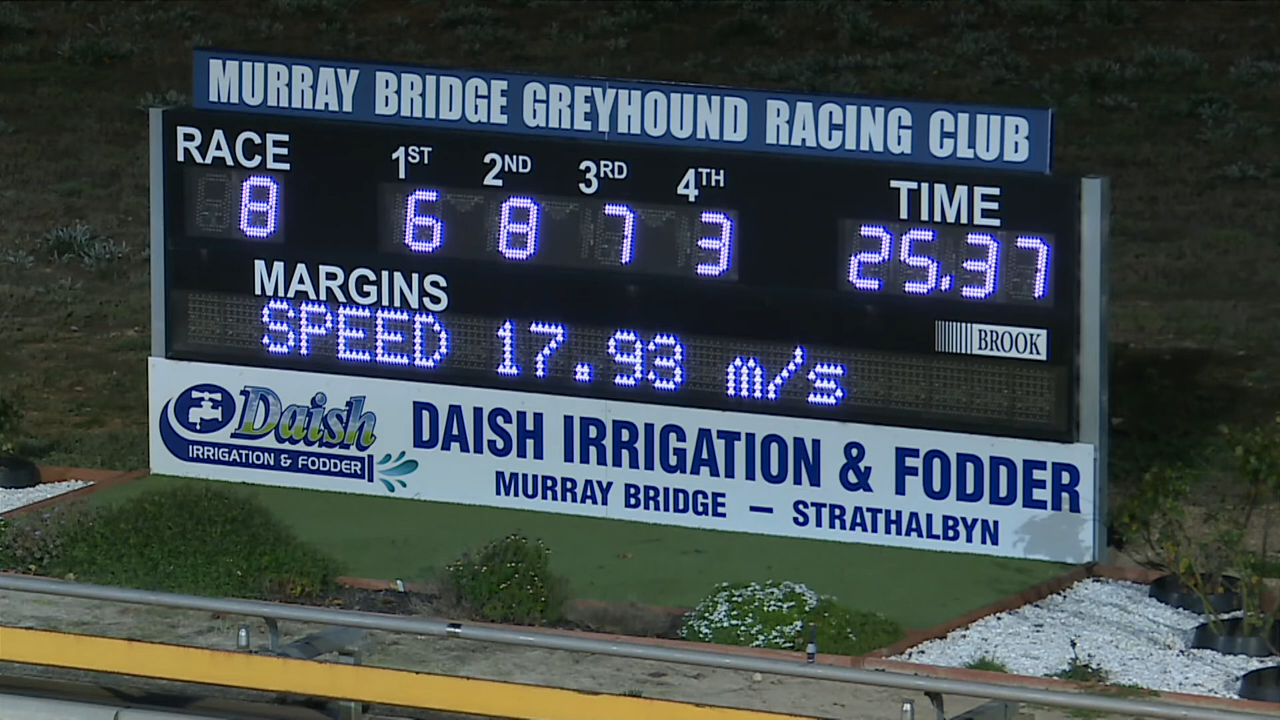 MURRAY BRIDGE GREYHOUND RACING CLUB
RACE 1ST 2ND 3RD 4TH TIME
8 6 8 7 3 25.37
MARGINS
SPEED 17.93 m/s
BROOK
Daish
IRRIGATION & FODDER
DAISH IRRIGATION & FODDER
MURRAY BRIDGE – STRATHALBYN